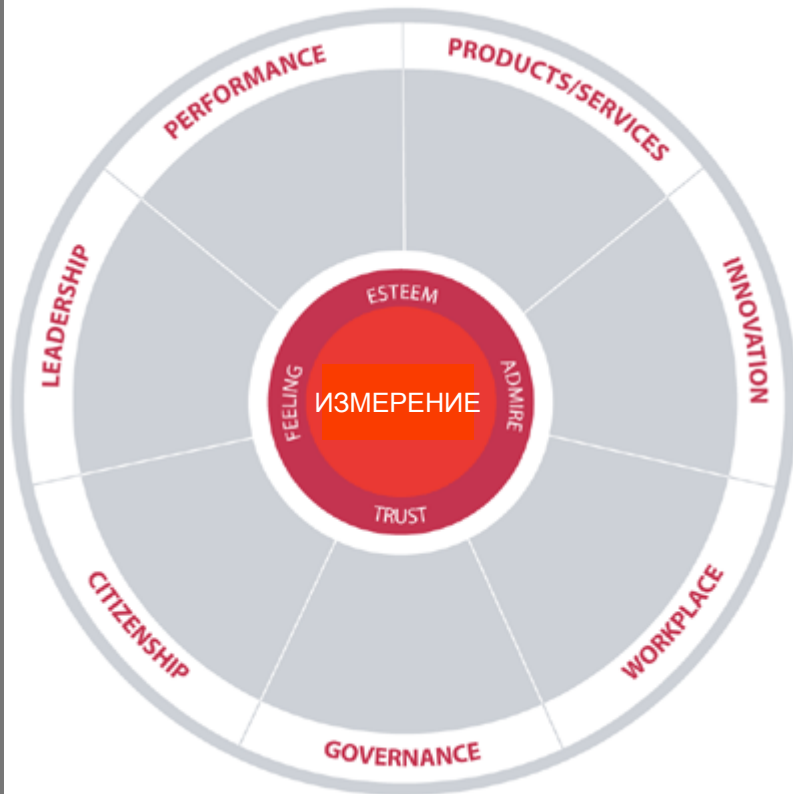 PERFORMANCE
PRODUCTS/SERVICES
INNOVATION
WORKPLACE
GOVERNANCE
CITIZENSHIP
LEADERSHIP
ESTEEM
ADMIRE
TRUST
FEELING
ИЗМЕРЕНИЕ